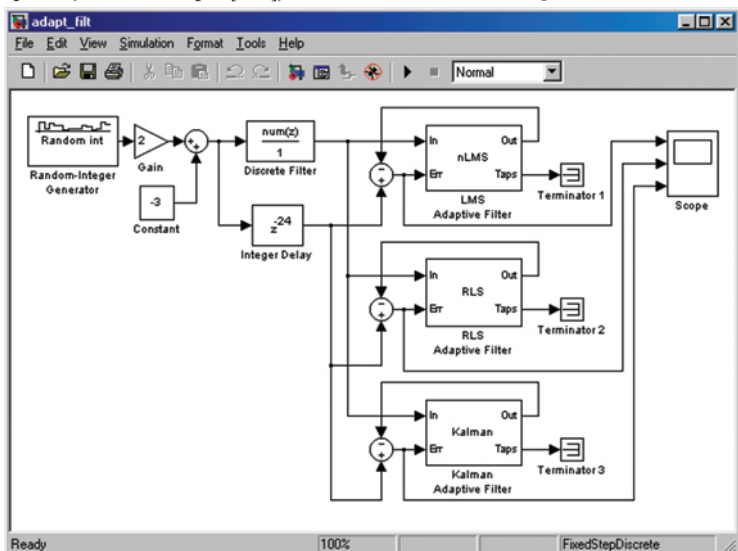 adapt_filt
File Edit View Simulation Format Tools Help
Normal
Random int
Random-Integer
Generator
2
Gain
-3
Constant
num(z)
1
Discrete Filter
z-24
Integer Delay
In
Out
nLMS
Err
Taps
LMS
Adaptive Filter
Terminator 1
Scope
In
Out
RLS
Err
Taps
RLS
Adaptive Filter
Terminator 2
In
Out
Kalman
Err
Taps
Kalman
Adaptive Filter
Terminator 3
Ready
100%
FixedStepDiscrete